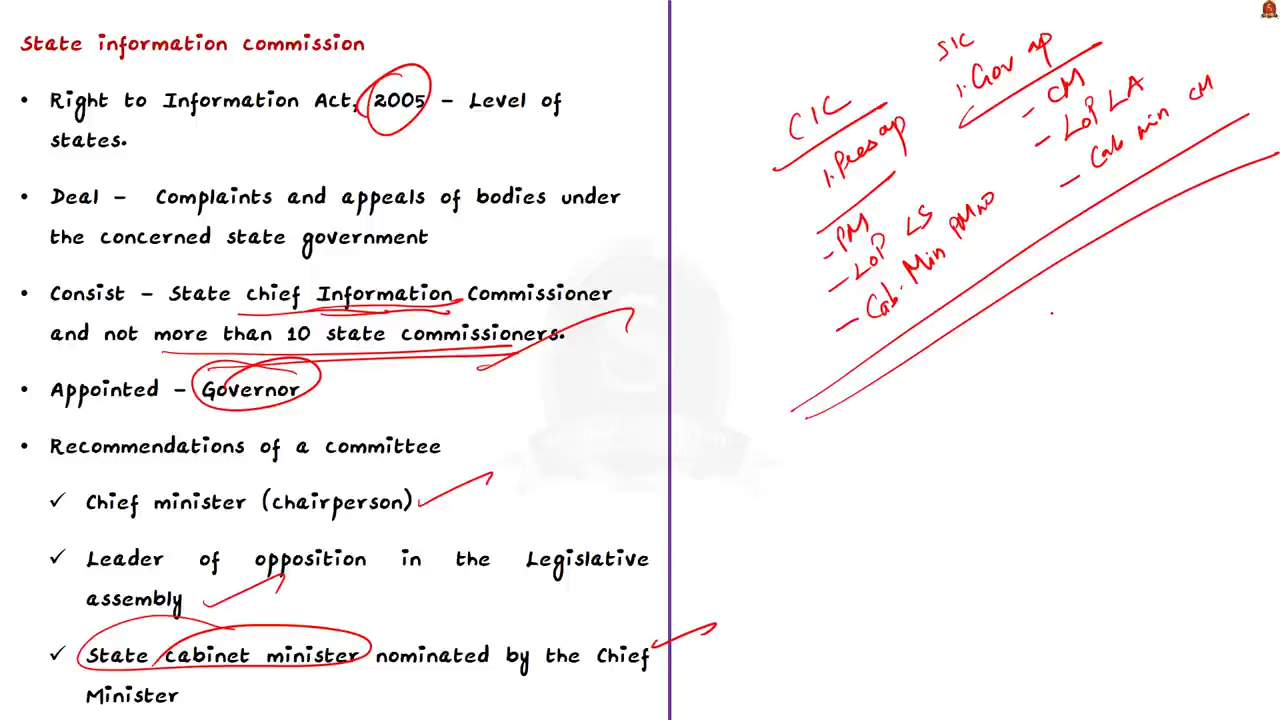 State information commission
• Right to Information Act, 2005 – Level of
states.
• Deal – Complaints and appeals of bodies under
the concerned state government
• Consist – State chief Information Commissioner
and not more than 10 state commissioners.
• Appointed – Governor
• Recommendations of a committee
✓ Chief minister (chairperson)
✓ Leader of opposition in the Legislative
assembly
✓ State cabinet minister nominated by the Chief
Minister
CIC
1. Pres ap
- PM
- LoP LS
- Cab. Min PM no
SIC
1. Gov ap
- CM
- LoP LA
- Cab min CM